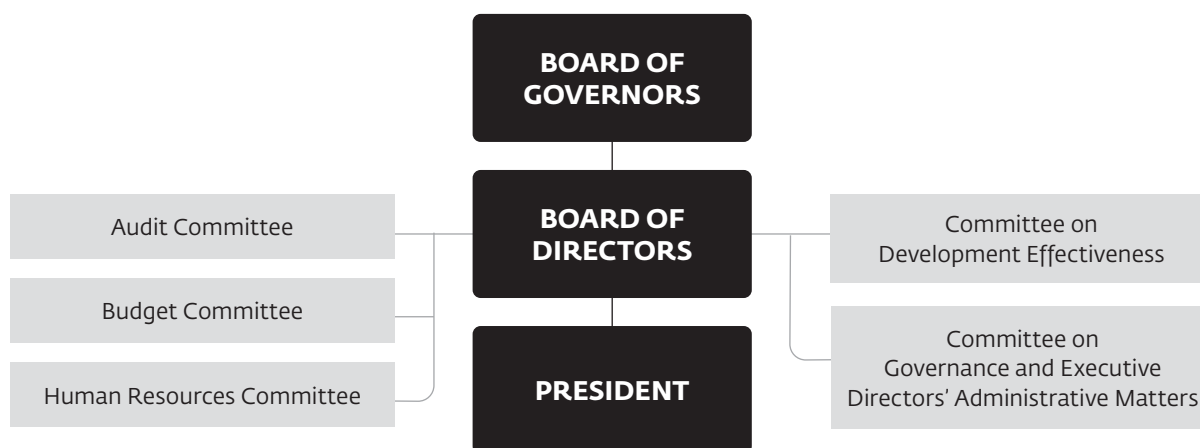 BOARD OF
GOVERNORS
Audit Committee
Budget Committee
Human Resources Committee
BOARD OF
DIRECTORS
Committee on
Development Effectiveness
Committee on
Governance and Executive
Directors’ Administrative Matters
PRESIDENT